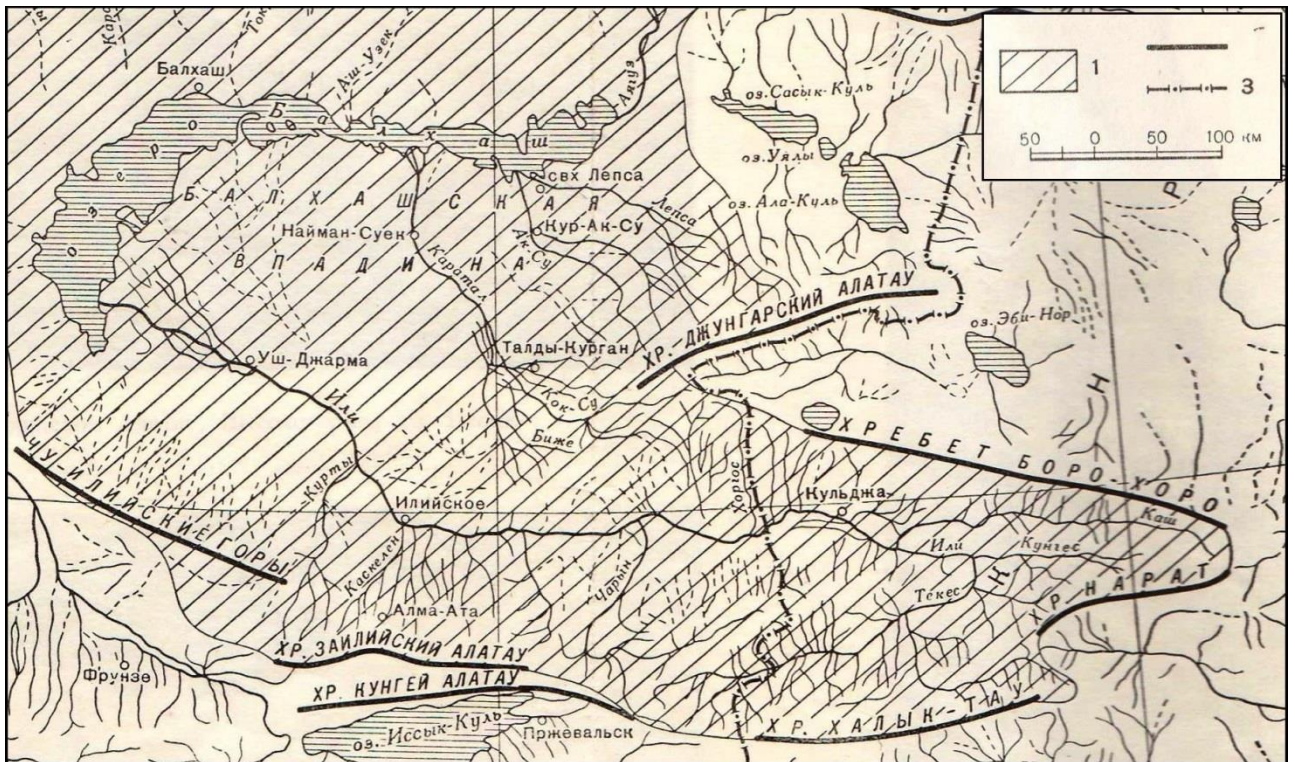 Балхаш
Аш-Узек
Аягуз
озеро Балхаш
оз. Сасык-Куль
оз. Уялы
оз. Ала-Куль
1
3
50 0 50 100 км
БАЛХАШСКАЯ
ВПАДИНА
свх Лепса
Лепса
Найман-Суек
Кур-Ак-Су
Ак-Су
Каратал
ХР. ДЖУНГАРСКИЙ АЛАТАУ
оз. Эби-Нор
Уш-Джарма
Талды-Курган
Или
Кок-Су
Биже
ХРЕБЕТ БОРО-ХОРО
ЧУ-ИЛИЙСКИЕ ГОРЫ
Курты
Илийское
Хоргос
Кульджа
Каш
Или
Кунгес
Каскелен
Чарын
Текес
ХР. НАРАТ
Алма-Ата
ХР. ЗАИЛИЙСКИЙ АЛАТАУ
Фрунзе
ХР. КУНГЕЙ АЛАТАУ
оз. Иссык-Куль
Пржевальск
ХР. ХАЛЫК-ТАУ